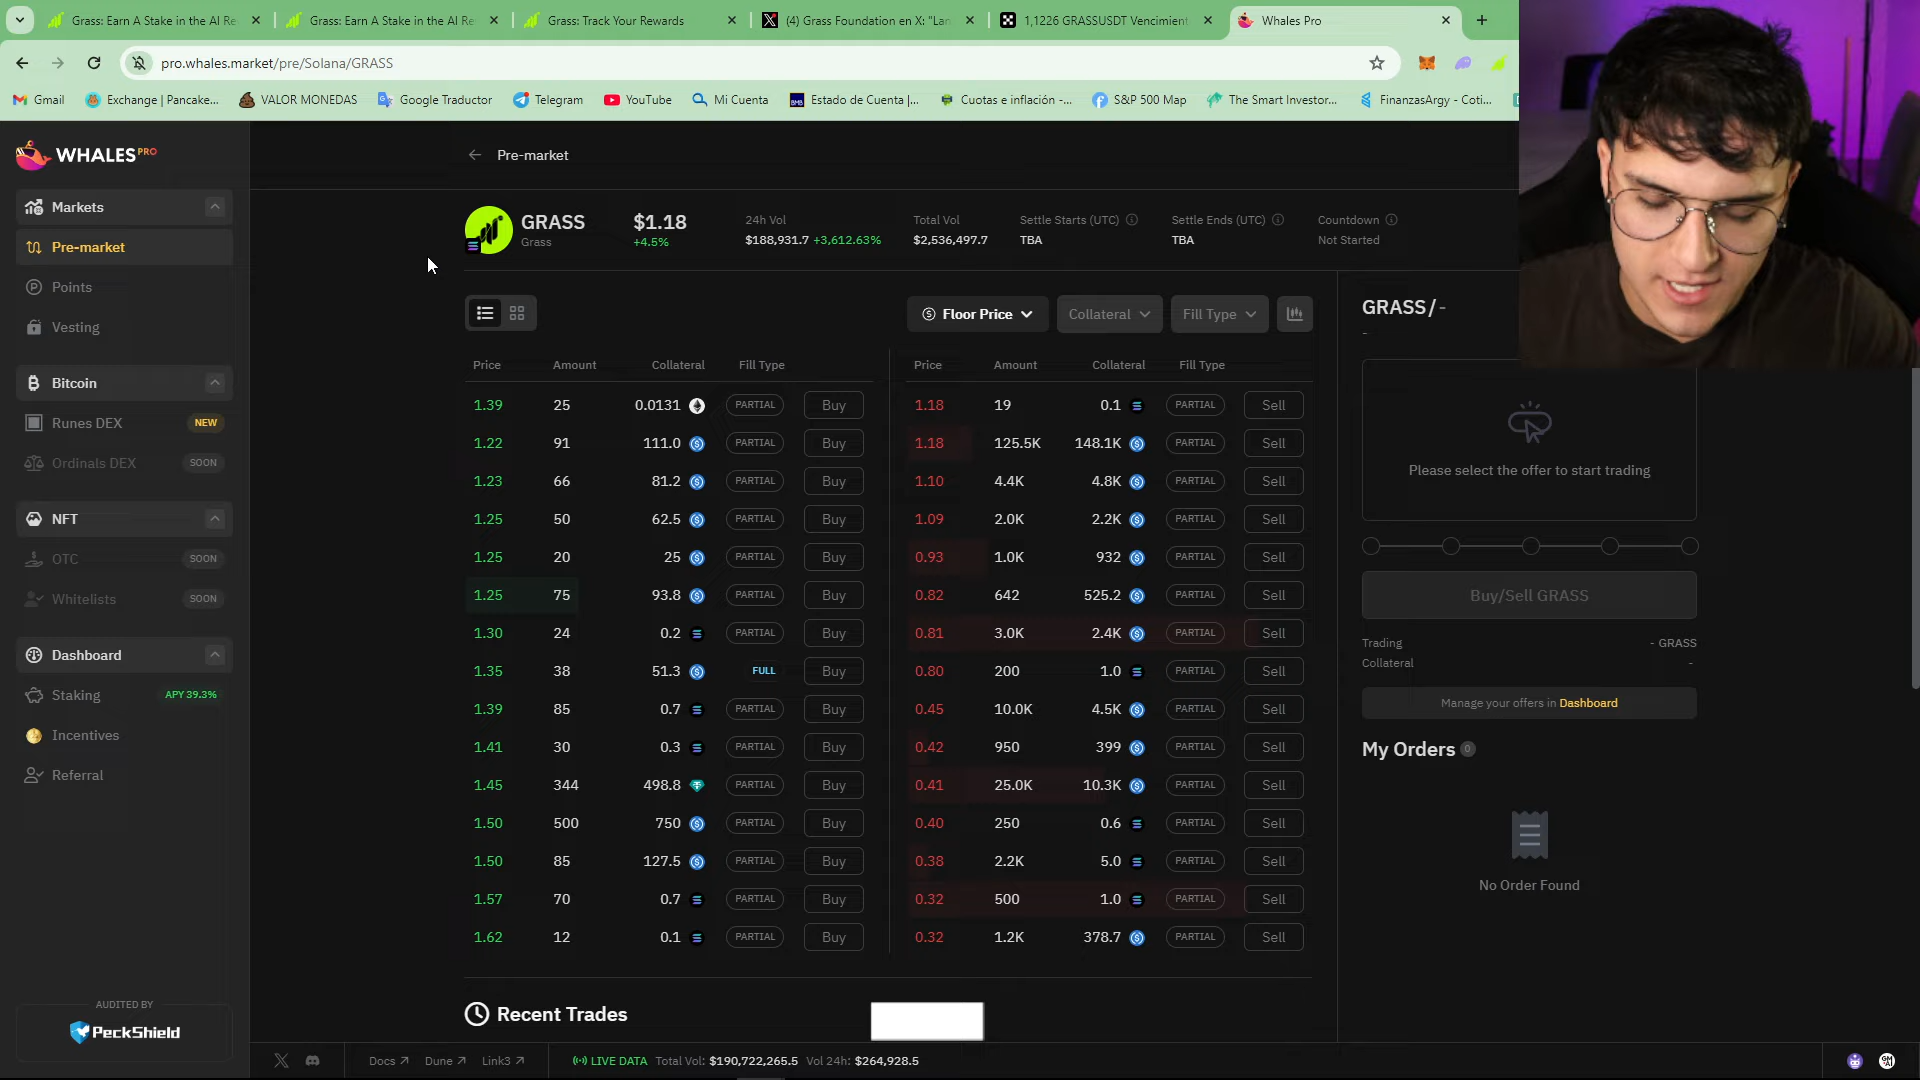 Grass: Earn A Stake in the AI Re
Grass: Earn A Stake in the AI Re
Grass: Track Your Rewards
(4) Grass Foundation en X: "Lan
1,1226 GRASSUSDT Vencimient
Whales Pro
pro.whales.market/pre/Solana/GRASS
Gmail
Exchange | Pancake...
VALOR MONEDAS
Google Traductor
Telegram
YouTube
Mi Cuenta
Estado de Cuenta |...
Cuotas e inflación -...
S&P 500 Map
The Smart Investor...
FinanzasArgy - Coti...
WHALES PRO
Markets
Pre-market
Points
Vesting
Bitcoin
Runes DEX NEW
Ordinals DEX SOON
NFT
OTC SOON
Whitelists SOON
Dashboard
Staking APY 39.3%
Incentives
Referral
AUDITED BY
PeckShield
Pre-market
GRASS
Grass
$1.18
+4.5%
24h Vol
$188,931.7 +3,612.63%
Total Vol
$2,536,497.7
Settle Starts (UTC)
TBA
Settle Ends (UTC)
TBA
Countdown
Not Started
Floor Price
Collateral
Fill Type
Price Amount Collateral Fill Type
1.39 25 0.0131 PARTIAL Buy
1.22 91 111.0 PARTIAL Buy
1.23 66 81.2 PARTIAL Buy
1.25 50 62.5 PARTIAL Buy
1.25 20 25 PARTIAL Buy
1.25 75 93.8 PARTIAL Buy
1.30 24 0.2 PARTIAL Buy
1.35 38 51.3 FULL Buy
1.39 85 0.7 PARTIAL Buy
1.41 30 0.3 PARTIAL Buy
1.45 344 498.8 PARTIAL Buy
1.50 500 750 PARTIAL Buy
1.50 85 127.5 PARTIAL Buy
1.57 70 0.7 PARTIAL Buy
1.62 12 0.1 PARTIAL Buy
Price Amount Collateral Fill Type
1.18 19 0.1 PARTIAL Sell
1.18 125.5K 148.1K PARTIAL Sell
1.10 4.4K 4.8K PARTIAL Sell
1.09 2.0K 2.2K PARTIAL Sell
0.93 1.0K 932 PARTIAL Sell
0.82 642 525.2 PARTIAL Sell
0.81 3.0K 2.4K PARTIAL Sell
0.80 200 1.0 PARTIAL Sell
0.45 10.0K 4.5K PARTIAL Sell
0.42 950 399 PARTIAL Sell
0.41 25.0K 10.3K PARTIAL Sell
0.40 250 0.6 PARTIAL Sell
0.38 2.2K 5.0 PARTIAL Sell
0.32 500 1.0 PARTIAL Sell
0.32 1.2K 378.7 PARTIAL Sell
Recent Trades
GRASS/ -
-
Please select the offer to start trading
Buy/Sell GRASS
Trading - GRASS
Collateral -
Manage your offers in Dashboard
My Orders 0
No Order Found
Docs Dune Link3
LIVE DATA Total Vol: $190,722,265.5 Vol 24h: $264,928.5